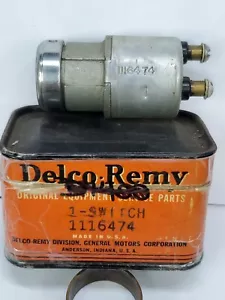 1116474
Delco-Remy
ORIGINAL EQUIPMENT SERVICE PARTS
1-SWITCH
1116474
MADE IN U.S.A.
DELCO-REMY DIVISION, GENERAL MOTORS CORPORATION
ANDERSON, INDIANA, U.S.A.